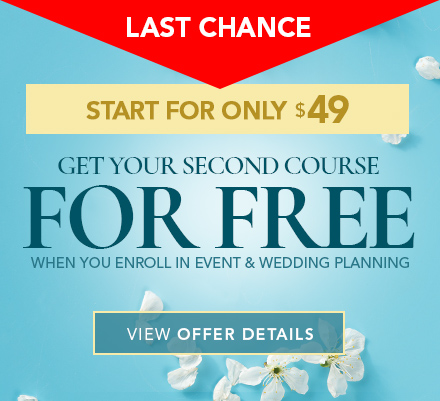 LAST CHANCE
START FOR ONLY $49
GET YOUR SECOND COURSE
FOR FREE
WHEN YOU ENROLL IN EVENT & WEDDING PLANNING
VIEW OFFER DETAILS